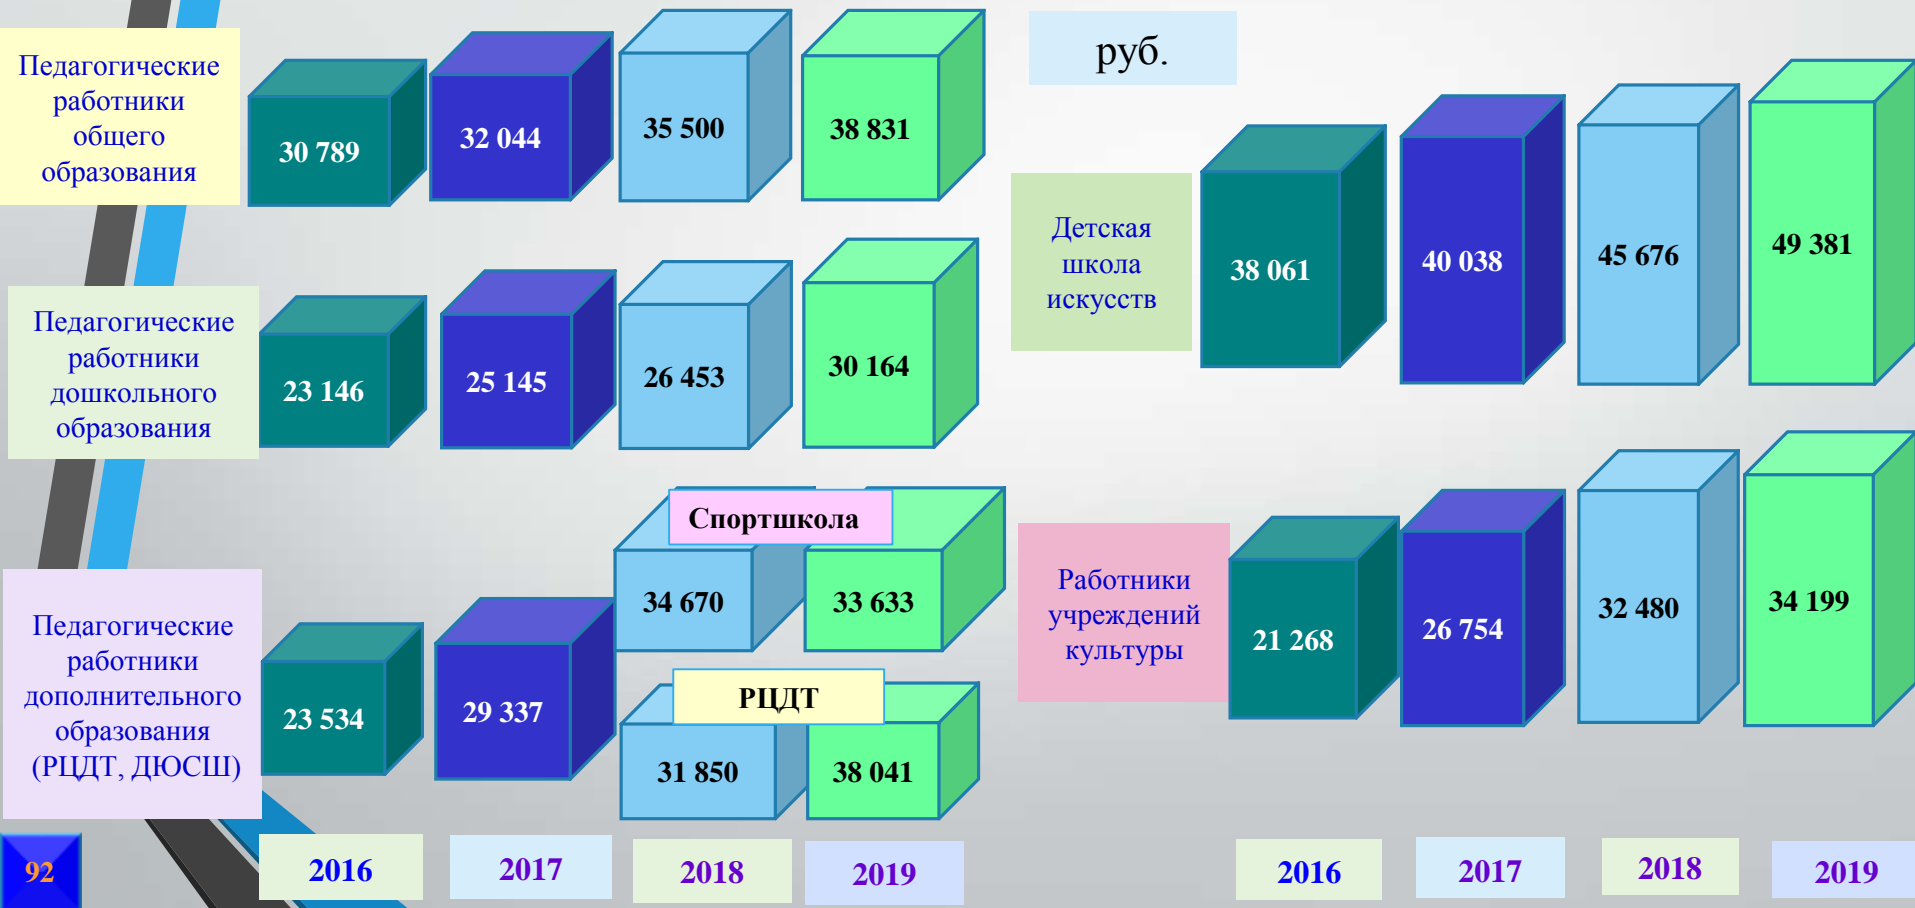 Педагогические
работники
общего
образования
30 789
32 044
35 500
38 831
Педагогические
работники
дошкольного
образования
23 146
25 145
26 453
30 164
Педагогические
работники
дополнительного
образования
(РЦДТ, ДЮСШ)
23 534
29 337
Спортшкола
34 670
33 633
РЦДТ
31 850
38 041
2016
2017
2018
2019
руб.
Детская
школа
искусств
38 061
40 038
45 676
49 381
Работники
учреждений
культуры
21 268
26 754
32 480
34 199
2016
2017
2018
2019
92